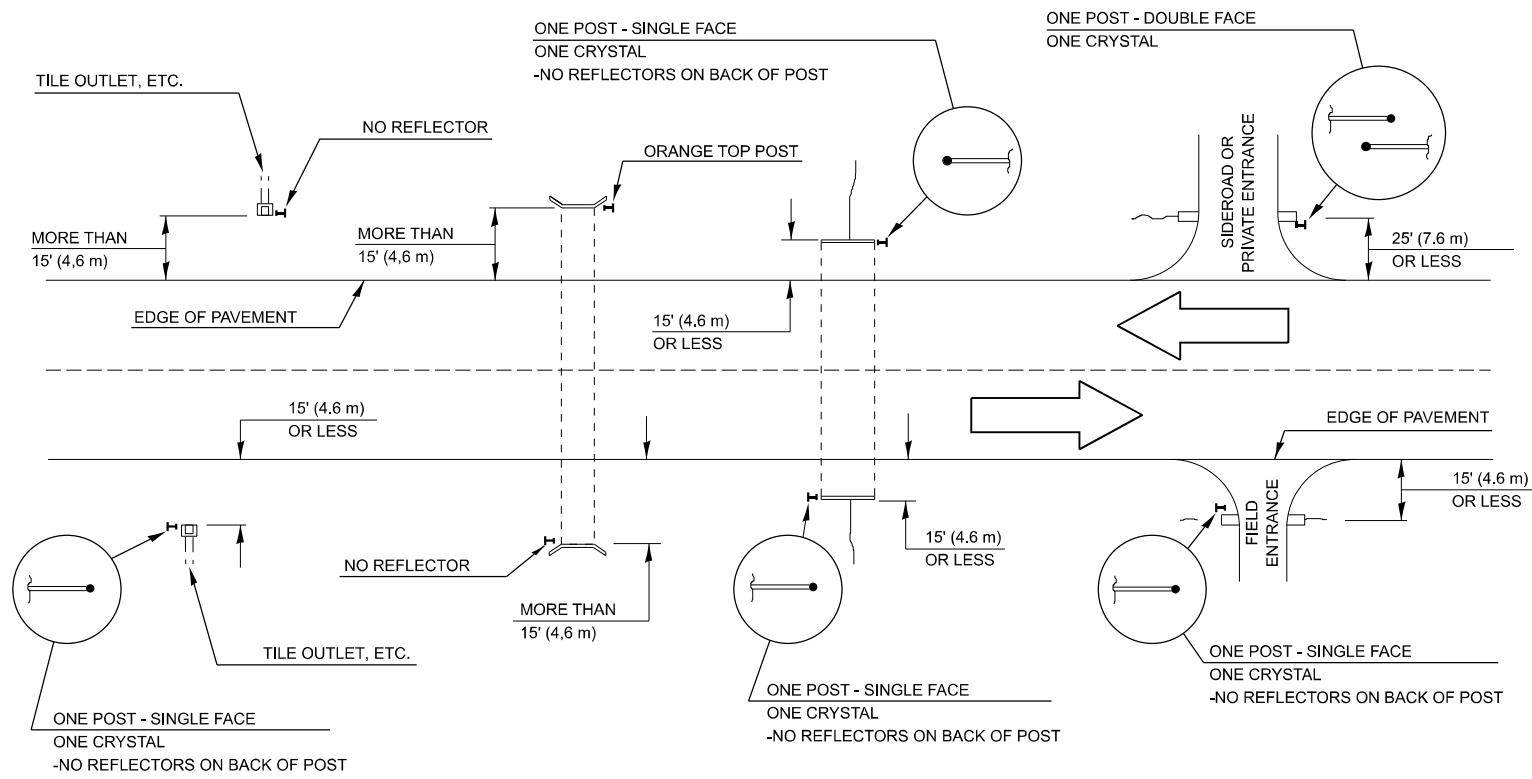 ONE POST - SINGLE FACE
ONE CRYSTAL
-NO REFLECTORS ON BACK OF POST
ONE POST - DOUBLE FACE
ONE CRYSTAL
TILE OUTLET, ETC.
NO REFLECTOR
ORANGE TOP POST
MORE THAN
15' (4,6 m)
MORE THAN
15' (4,6 m)
SIDEROAD OR
PRIVATE ENTRANCE
25' (7.6 m)
OR LESS
EDGE OF PAVEMENT
15' (4.6 m)
OR LESS
15' (4.6 m)
OR LESS
EDGE OF PAVEMENT
15' (4.6 m)
OR LESS
FIELD
ENTRANCE
15' (4.6 m)
OR LESS
NO REFLECTOR
MORE THAN
15' (4,6 m)
TILE OUTLET, ETC.
ONE POST - SINGLE FACE
ONE CRYSTAL
-NO REFLECTORS ON BACK OF POST
ONE POST - SINGLE FACE
ONE CRYSTAL
-NO REFLECTORS ON BACK OF POST
ONE POST - SINGLE FACE
ONE CRYSTAL
-NO REFLECTORS ON BACK OF POST